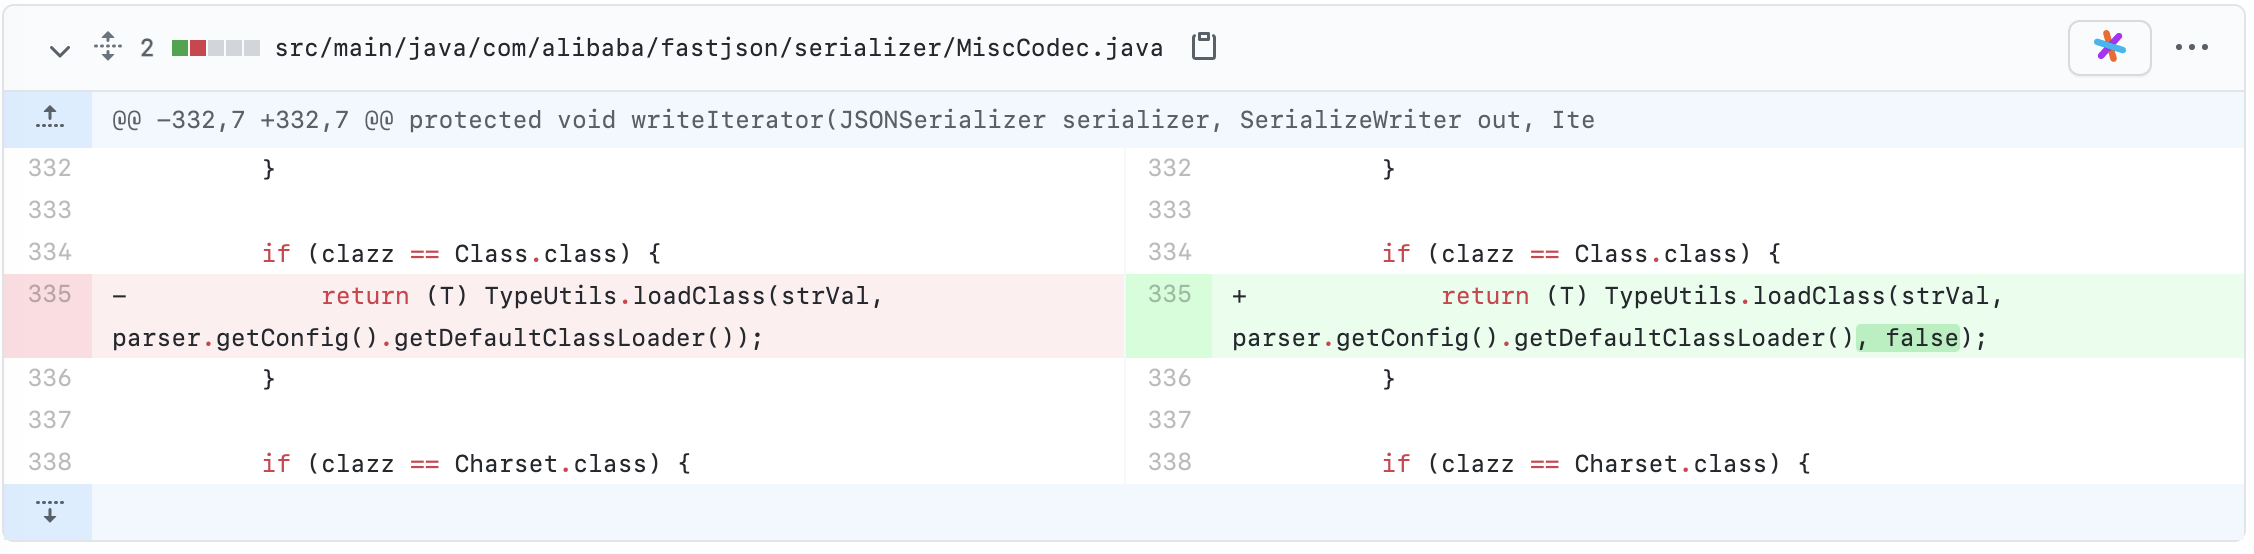 2 src/main/java/com/alibaba/fastjson/serializer/MiscCodec.java
@@ −332,7 +332,7 @@ protected void writeIterator(JSONSerializer serializer, SerializeWriter out, Ite
332 } 332 }
333 333
334 if (clazz == Class.class) { 334 if (clazz == Class.class) {
335 − return (T) TypeUtils.loadClass(strVal, 335 + return (T) TypeUtils.loadClass(strVal,
parser.getConfig().getDefaultClassLoader()); parser.getConfig().getDefaultClassLoader(), false);
336 } 336 }
337 337
338 if (clazz == Charset.class) { 338 if (clazz == Charset.class) {